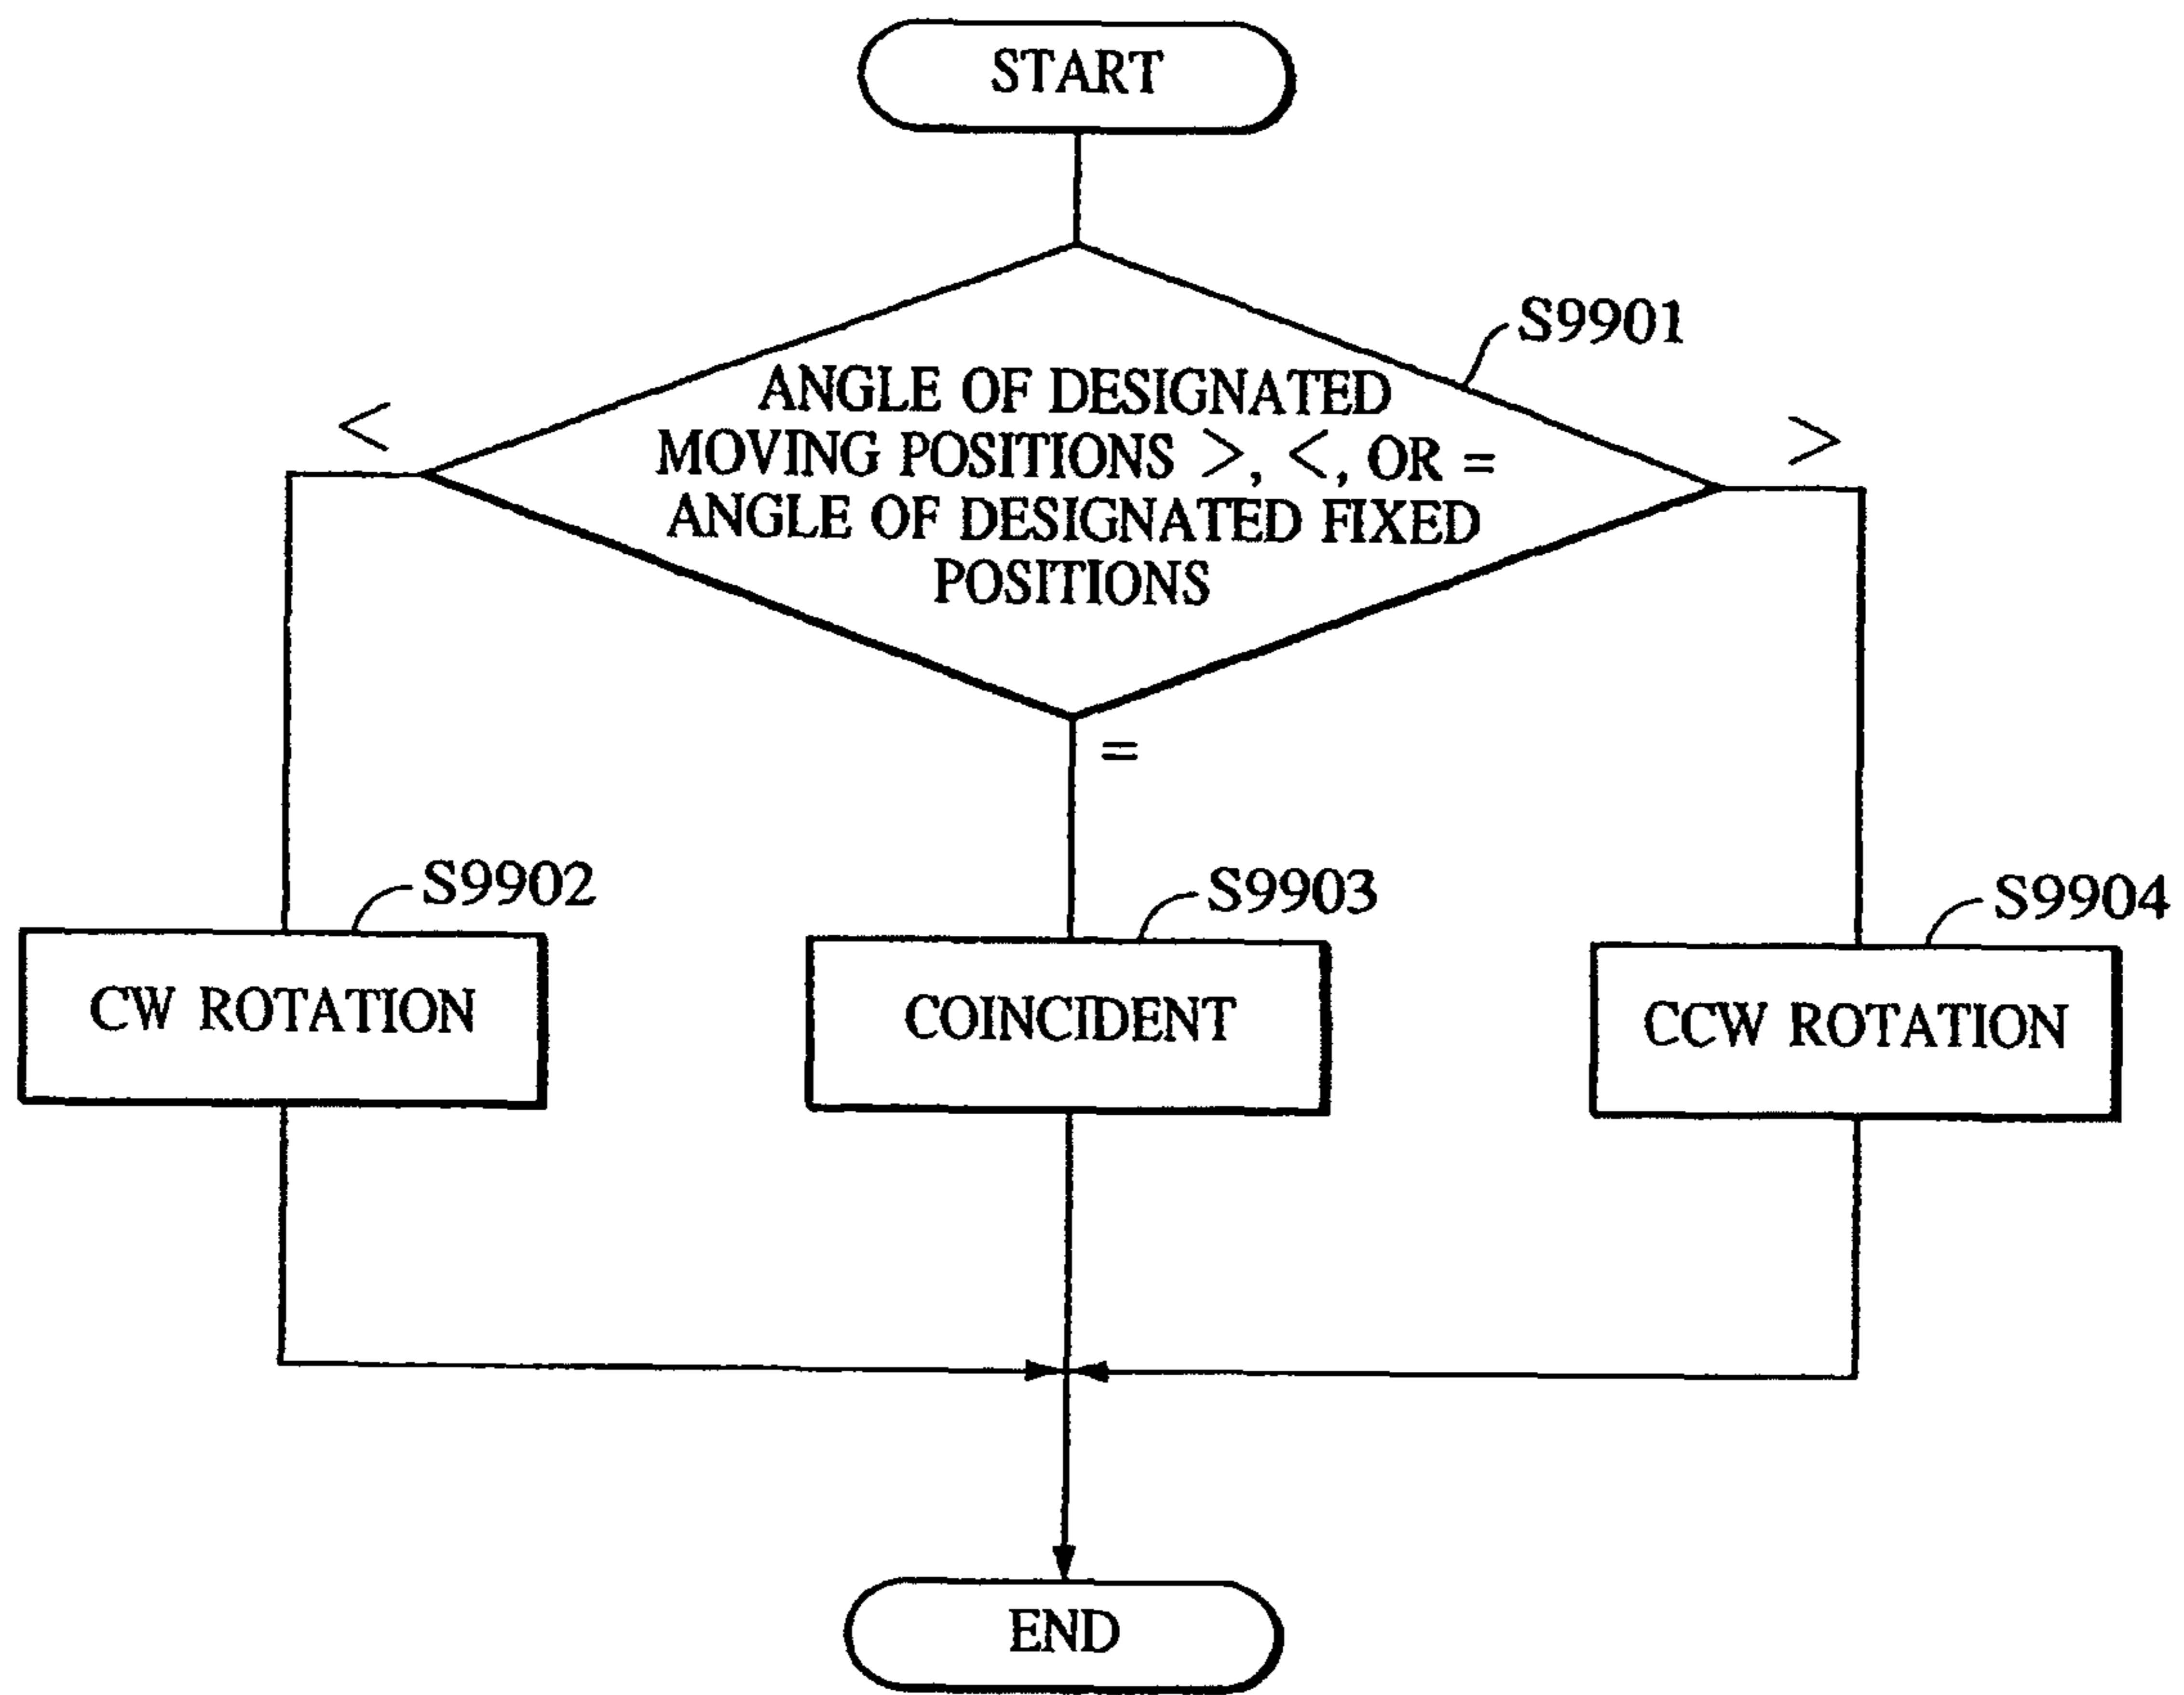 START
S9901
ANGLE OF DESIGNATED
MOVING POSITIONS >, <, OR =
ANGLE OF DESIGNATED FIXED
POSITIONS
<
>
=
S9902
S9903
S9904
CW ROTATION
COINCIDENT
CCW ROTATION
END